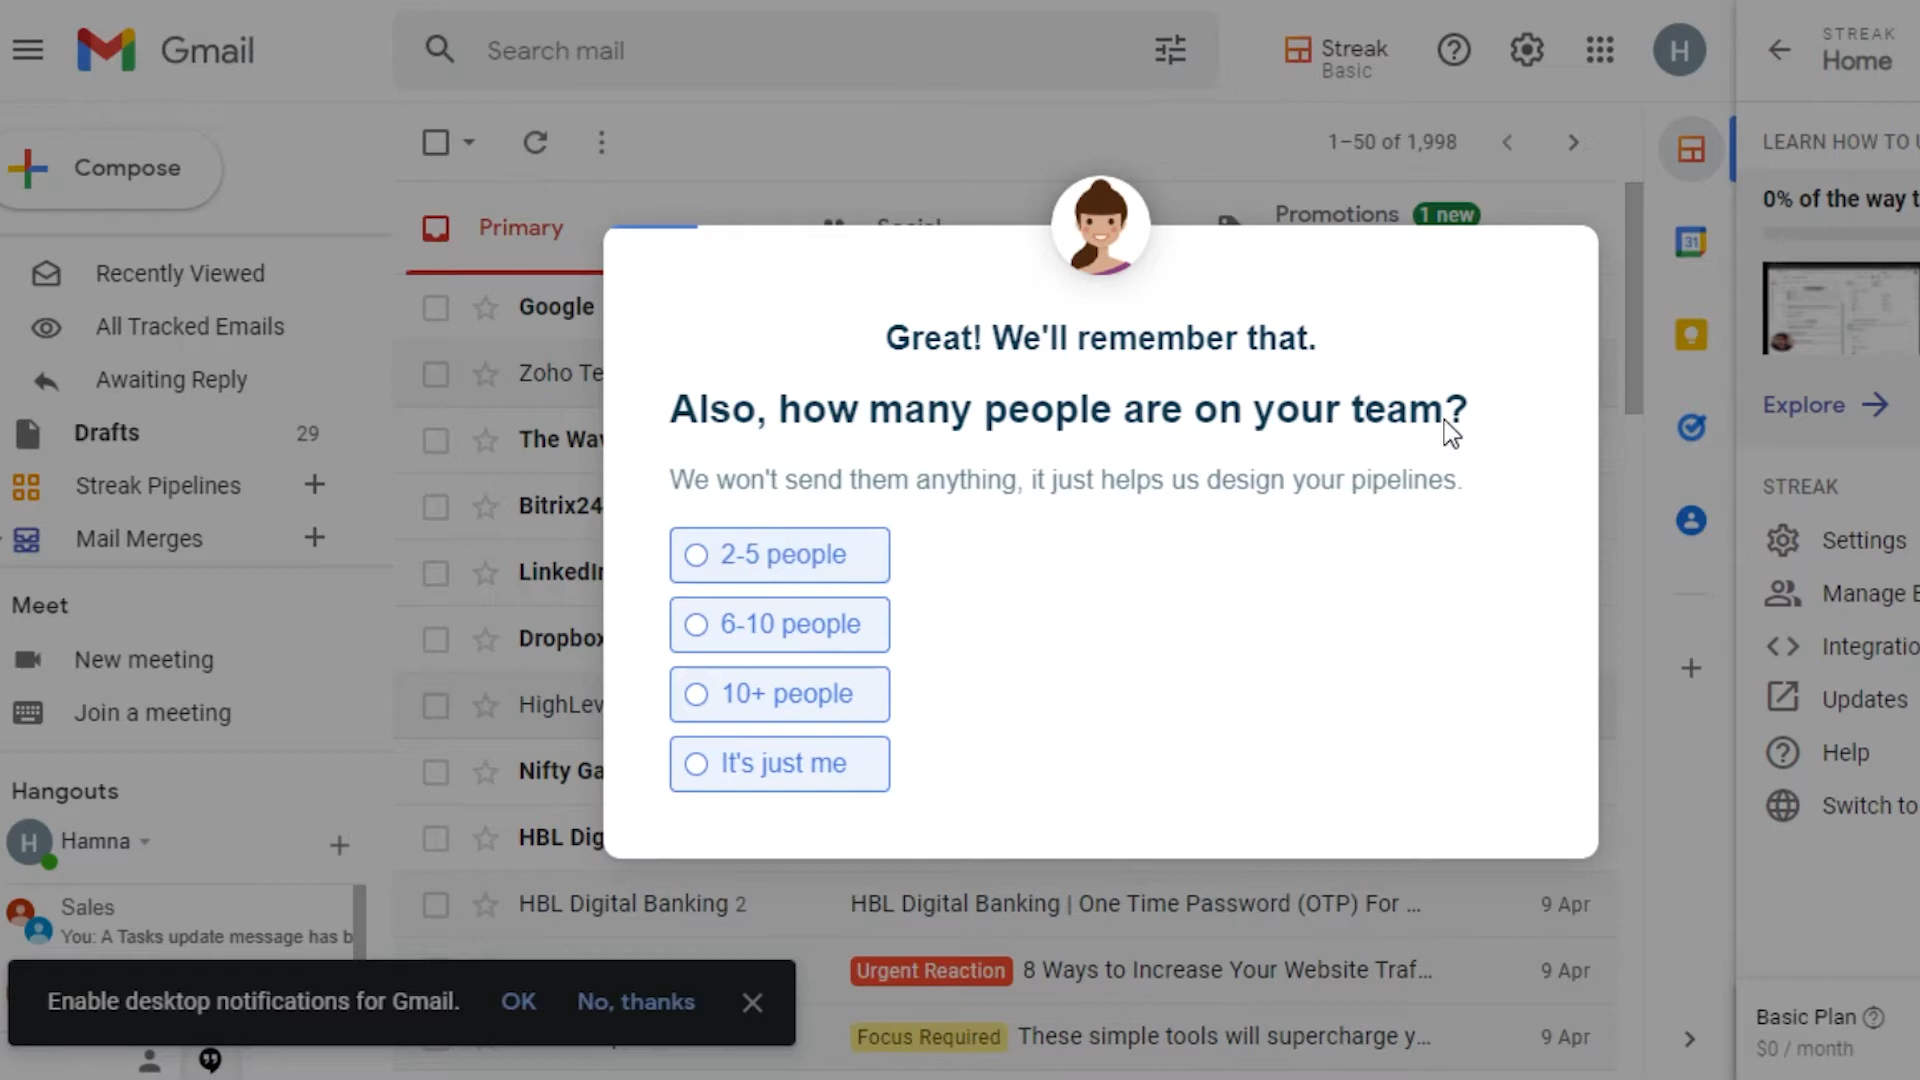 Gmail
Search mail
Streak
Basic
H
STREAK
Home
Compose
1–50 of 1,998
LEARN HOW TO U
0% of the way t
Primary
Promotions 1 new
31
Recently Viewed
All Tracked Emails
Awaiting Reply
Drafts 29
Streak Pipelines
Mail Merges
Meet
New meeting
Join a meeting
Hangouts
H Hamna
Sales
You: A Tasks update message has b
Google
Zoho Te
Bitrix24
LinkedIn
Dropbox
HighLev
Nifty Ga
HBL Dig
HBL Digital Banking 2 HBL Digital Banking | One Time Password (OTP) For ... 9 Apr
Urgent Reaction 8 Ways to Increase Your Website Traf... 9 Apr
Focus Required These simple tools will supercharge y... 9 Apr
Great! We'll remember that.
Also, how many people are on your team?
We won't send them anything, it just helps us design your pipelines.
2-5 people
6-10 people
10+ people
It's just me
Enable desktop notifications for Gmail. OK No, thanks
Explore
STREAK
Settings
Manage E
Integratio
Updates
Help
Switch to
Basic Plan
$0 / month